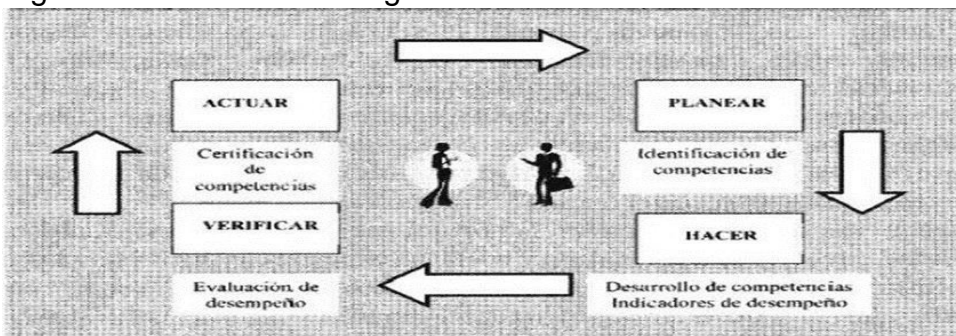 ACTUAR
PLANEAR
Certificación
de
competencias
Identificación de
competencias
VERIFICAR
HACER
Evaluación de
desempeño
Desarrollo de competencias
Indicadores de desempeño